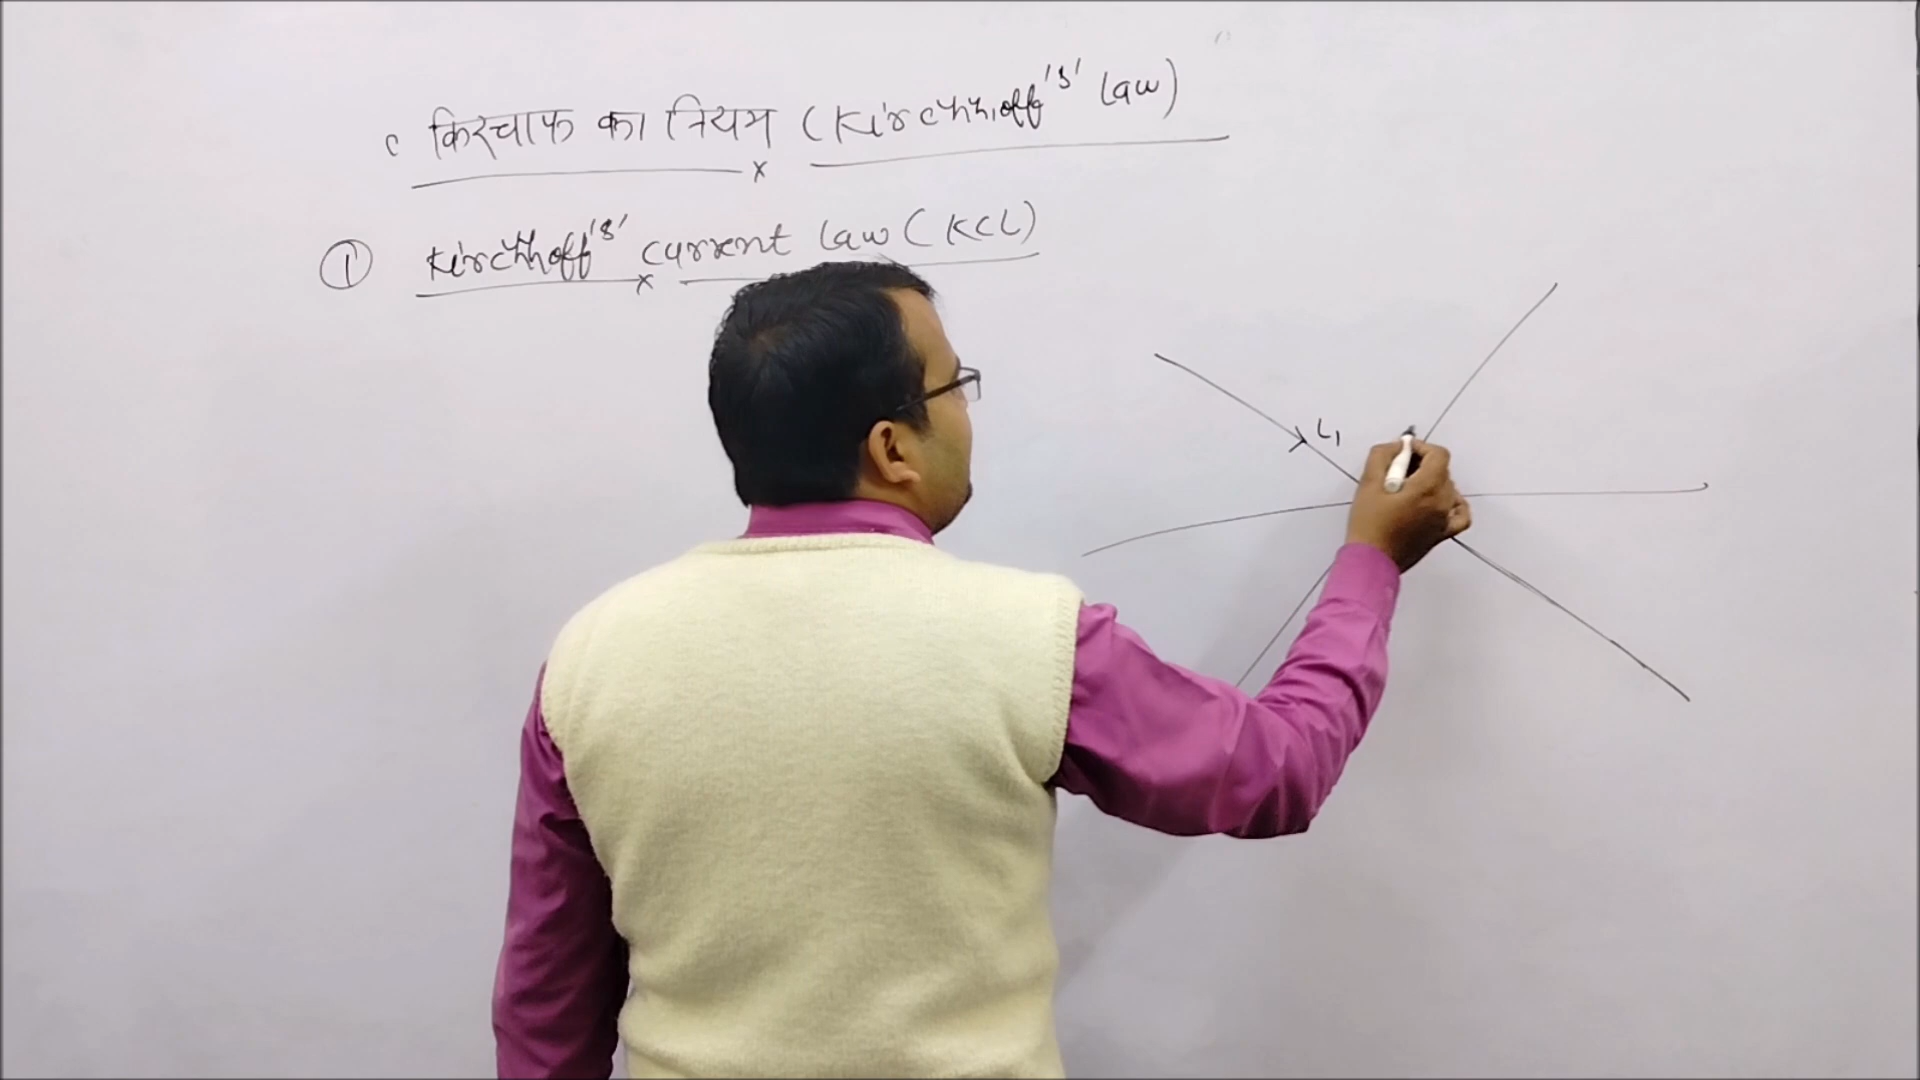 किरचाफ का नियम (Kirchhoff's' Law)
① Kirchhoff's' current Law (KCL)
i₁